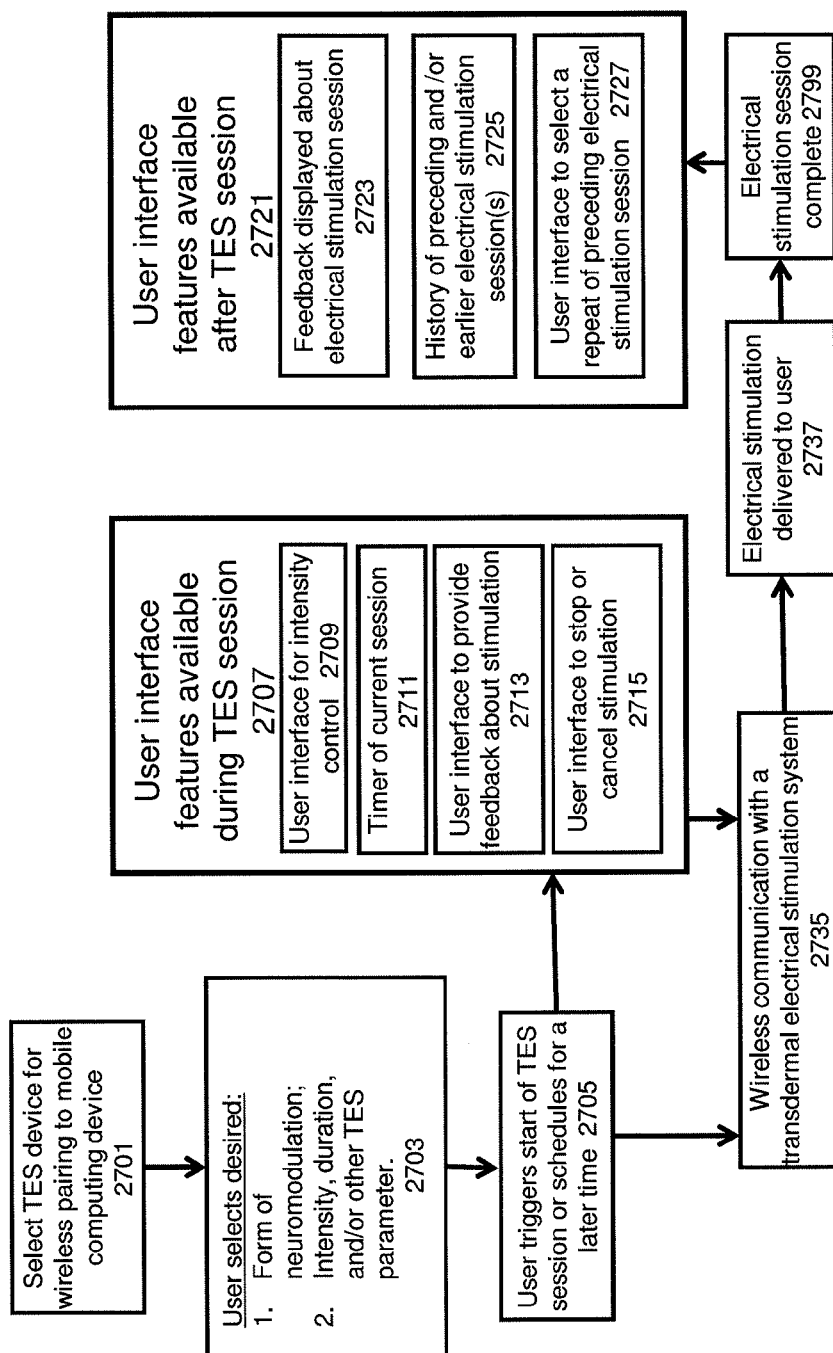 Select TES device for
wireless pairing to mobile
computing device
2701
User selects desired:
1. Form of
neuromodulation;
2. Intensity, duration,
and/or other TES
parameter.
2703
User triggers start of TES
session or schedules for a
later time 2705
User interface
features available
during TES session
2707
User interface for intensity
control 2709
Timer of current session
2711
User interface to provide
feedback about stimulation
2713
User interface to stop or
cancel stimulation
2715
Wireless communication with a
transdermal electrical stimulation system
2735
Electrical stimulation
delivered to user
2737
Electrical
stimulation session
complete 2799
User interface
features available
after TES session
2721
Feedback displayed about
electrical stimulation session
2723
History of preceding and /or
earlier electrical stimulation
session(s) 2725
User interface to select a
repeat of preceding electrical
stimulation session 2727